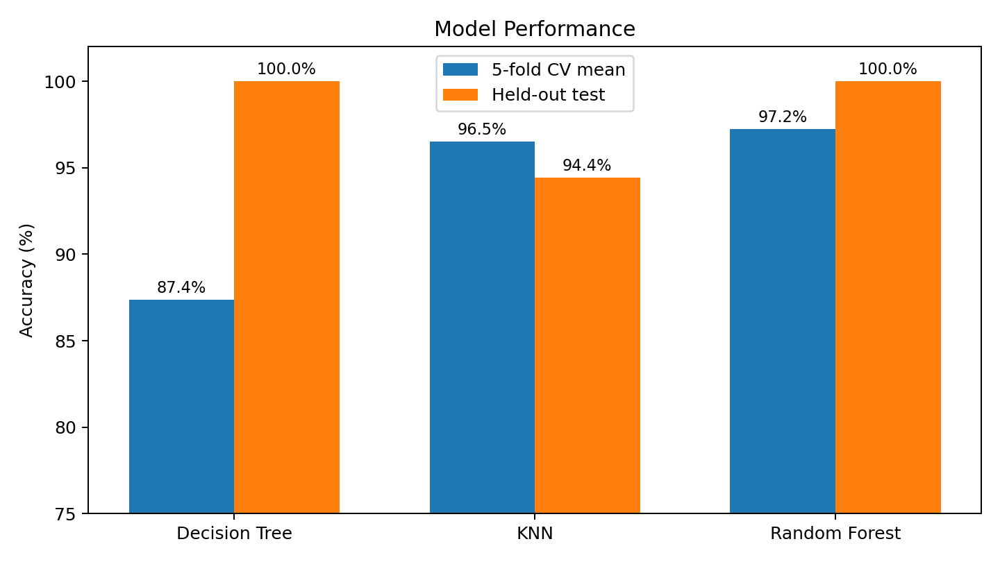 Model Performance
5-fold CV mean
Held-out test
Accuracy (%)
100
95
90
85
80
75
87.4%
100.0%
96.5%
94.4%
97.2%
100.0%
Decision Tree
KNN
Random Forest